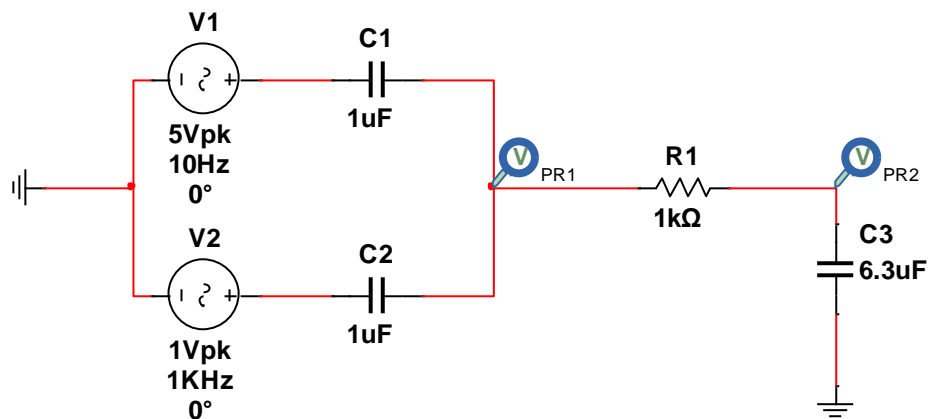 V1
5Vpk
10Hz
0°
C1
1uF
V
PR1
R1
1kΩ
V
PR2
C3
6.3uF
V2
1Vpk
1KHz
0°
C2
1uF